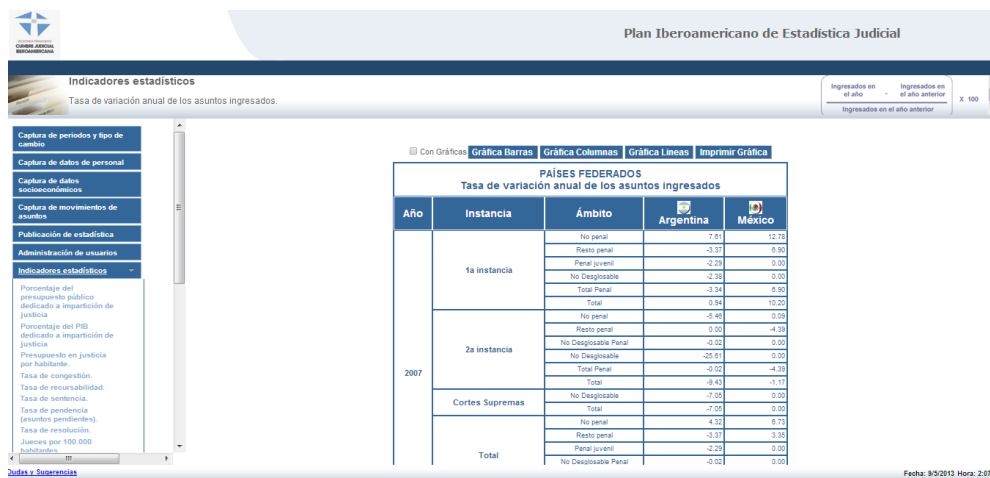 CUMBRE JUDICIAL
IBEROAMERICANA
Plan Iberoamericano de Estadística Judicial
Indicadores estadísticos
Tasa de variación anual de los asuntos ingresados.
Ingresados en el año - Ingresados en el año anterior
Ingresados en el año anterior
X 100
Captura de periodos y tipo de
cambio
Captura de datos de personal
Captura de datos
socioeconómicos
Captura de movimientos de
asuntos
Publicación de estadística
Administración de usuarios
Indicadores estadísticos
Porcentaje del
presupuesto público
dedicado a impartición de
justicia
Porcentaje del PIB
dedicado a impartición de
justicia
Presupuesto en justicia
por habitante.
Tasa de congestión.
Tasa de recursabilidad.
Tasa de sentencia.
Tasa de pendencia
(asuntos pendientes).
Tasa de resolución.
Jueces por 100.000
habitantes
Con Gráficas Gráfica Barras Gráfica Columnas Gráfica Lineas Imprimir Gráfica
PAÍSES FEDERADOS
Tasa de variación anual de los asuntos ingresados
Año Instancia Ámbito Argentina México
2007
1a instancia
No penal 7.61 12.78
Resto penal -3.37 6.90
Penal juvenil -2.29 0.00
No Desglosable -2.38 0.00
Total Penal -3.34 6.90
Total 0.94 10.20
2a instancia
No penal -5.46 0.09
Resto penal 0.00 -4.39
No Desglosable Penal -0.02 0.00
No Desglosable -25.61 0.00
Total Penal -0.02 -4.39
Total -9.43 -1.17
Cortes Supremas
No Desglosable -7.05 0.00
Total -7.05 0.00
Total
No penal 4.32 6.73
Resto penal -3.37 3.35
Penal juvenil -2.29 0.00
No Desglosable Penal -0.02 0.00
Dudas y Sugerencias
Fecha: 9/5/2013 Hora: 2:07